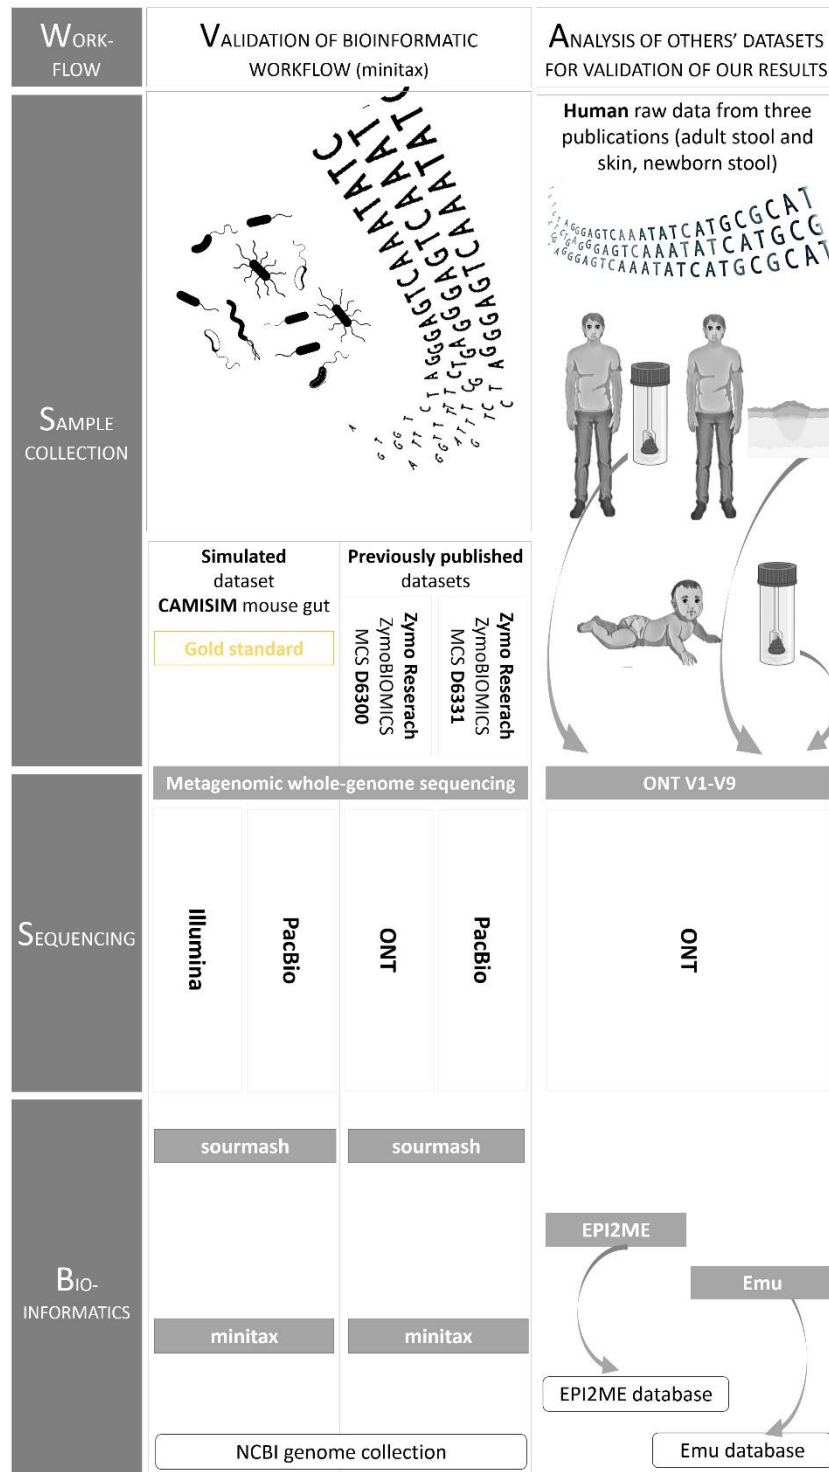 WORK-
FLOW
VALIDATION OF BIOINFORMATIC
WORKFLOW (minitax)
ANALYSIS OF OTHERS' DATASETS
FOR VALIDATION OF OUR RESULTS
SAMPLE
COLLECTION
Human raw data from three
publications (adult stool and
skin, newborn stool)
AGGGAGTCAAATATCATGCGCAT
GAGGGAGTCAAATATCATGCG
AGGGAGTCAAATATCATGCGCAT
Simulated
dataset
CAMISIM mouse gut
Gold standard
Previously published
datasets
Zymo Reserach
ZymoBIOMICS
MCS D6300
Zymo Reserach
ZymoBIOMICS
MCS D6331
SEQUENCING
Metagenomic whole-genome sequencing
ONT V1-V9
Illumina
PacBio
ONT
PacBio
ONT
BIO-
INFORMATICS
sourmash
sourmash
EPI2ME
Emu
minitax
minitax
EPI2ME database
NCBI genome collection
Emu database